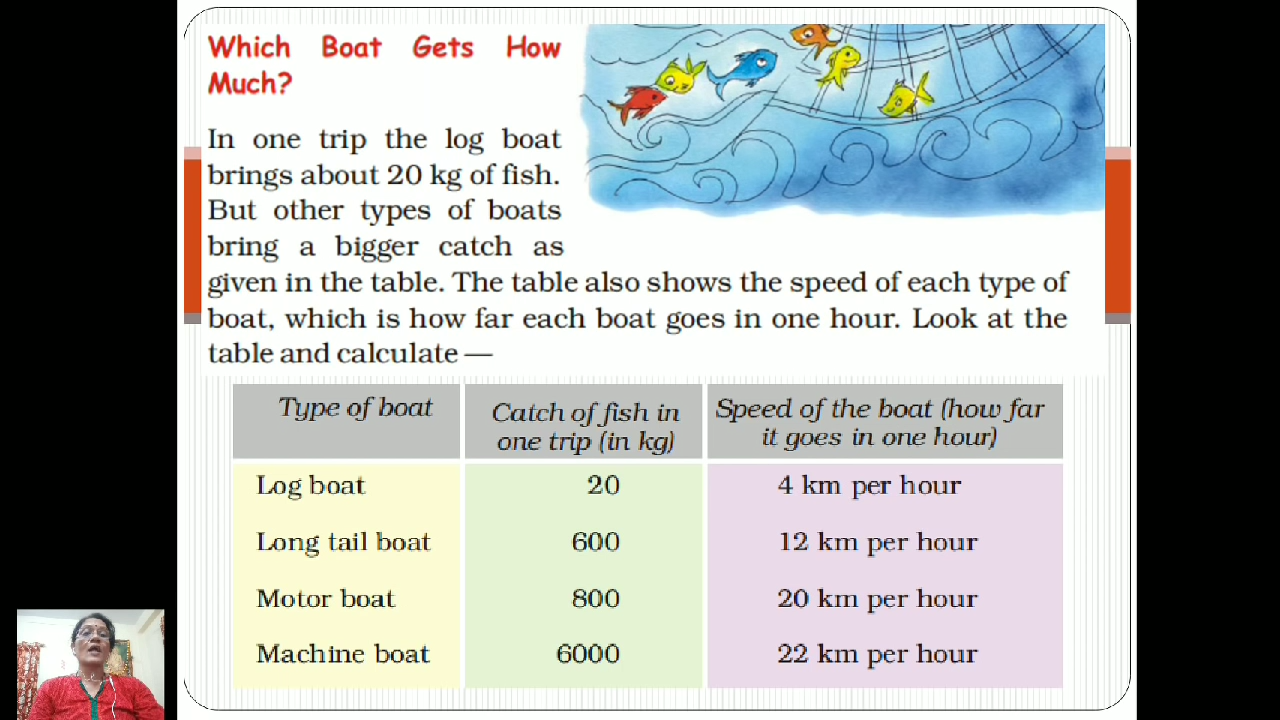 Which Boat Gets How
Much?
In one trip the log boat
brings about 20 kg of fish.
But other types of boats
bring a bigger catch as
given in the table. The table also shows the speed of each type of
boat, which is how far each boat goes in one hour. Look at the
table and calculate —
Type of boat
Catch of fish in
one trip (in kg)
Speed of the boat (how far
it goes in one hour)
Log boat 20 4 km per hour
Long tail boat 600 12 km per hour
Motor boat 800 20 km per hour
Machine boat 6000 22 km per hour